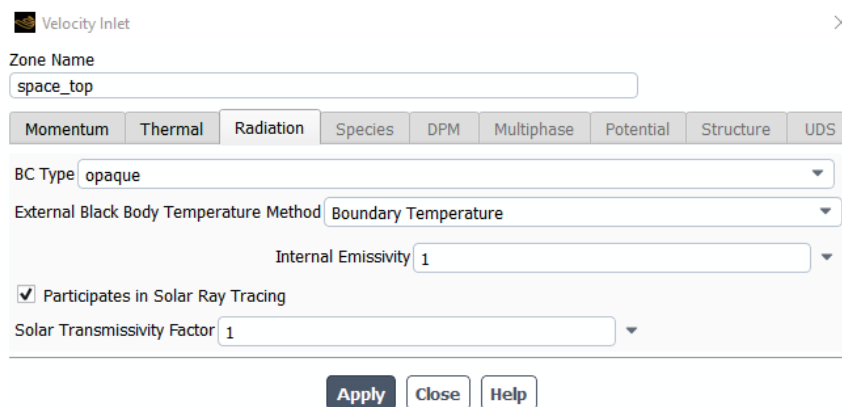 Velocity Inlet
Zone Name
space_top
Momentum Thermal Radiation Species DPM Multiphase Potential Structure UDS
BC Type opaque
External Black Body Temperature Method Boundary Temperature
Internal Emissivity 1
Participates in Solar Ray Tracing
Solar Transmissivity Factor 1
Apply Close Help